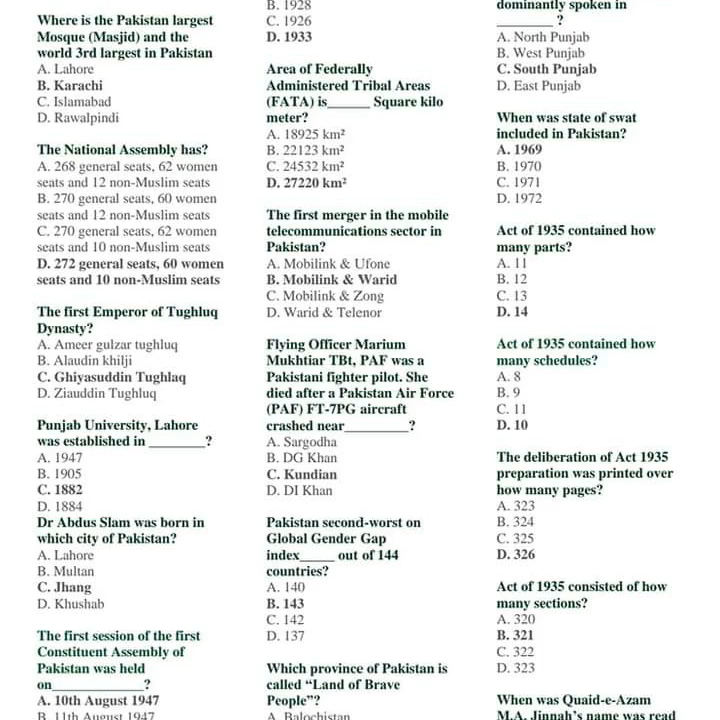 Where is the Pakistan largest
Mosque (Masjid) and the
world 3rd largest in Pakistan
A. Lahore
B. Karachi
C. Islamabad
D. Rawalpindi
The National Assembly has?
A. 268 general seats, 62 women
seats and 12 non-Muslim seats
B. 270 general seats, 60 women
seats and 12 non-Muslim seats
C. 270 general seats, 62 women
seats and 10 non-Muslim seats
D. 272 general seats, 60 women
seats and 10 non-Muslim seats
The first Emperor of Tughluq
Dynasty?
A. Ameer gulzar tughluq
B. Alaudin khilji
C. Ghiyasuddin Tughlaq
D. Ziauddin Tughluq
Punjab University, Lahore
was established in ________?
A. 1947
B. 1905
C. 1882
D. 1884
Dr Abdus Slam was born in
which city of Pakistan?
A. Lahore
B. Multan
C. Jhang
D. Khushab
The first session of the first
Constituent Assembly of
Pakistan was held
on____________?
A. 10th August 1947
B. 11th August 1947
B. 1928
C. 1926
D. 1933
Area of Federally
Administered Tribal Areas
(FATA) is______ Square kilo
meter?
A. 18925 km²
B. 22123 km²
C. 24532 km²
D. 27220 km²
The first merger in the mobile
telecommunications sector in
Pakistan?
A. Mobilink & Ufone
B. Mobilink & Warid
C. Mobilink & Zong
D. Warid & Telenor
Flying Officer Marium
Mukhtiar TBt, PAF was a
Pakistani fighter pilot. She
died after a Pakistan Air Force
(PAF) FT-7PG aircraft
crashed near_________?
A. Sargodha
B. DG Khan
C. Kundian
D. DI Khan
Pakistan second-worst on
Global Gender Gap
index_____ out of 144
countries?
A. 140
B. 143
C. 142
D. 137
Which province of Pakistan is
called “Land of Brave
People”?
A. Balochistan
dominantly spoken in
________ ?
A. North Punjab
B. West Punjab
C. South Punjab
D. East Punjab
When was state of swat
included in Pakistan?
A. 1969
B. 1970
C. 1971
D. 1972
Act of 1935 contained how
many parts?
A. 11
B. 12
C. 13
D. 14
Act of 1935 contained how
many schedules?
A. 8
B. 9
C. 11
D. 10
The deliberation of Act 1935
preparation was printed over
how many pages?
A. 323
B. 324
C. 325
D. 326
Act of 1935 consisted of how
many sections?
A. 320
B. 321
C. 322
D. 323
When was Quaid-e-Azam
M.A. Jinnah's name was read